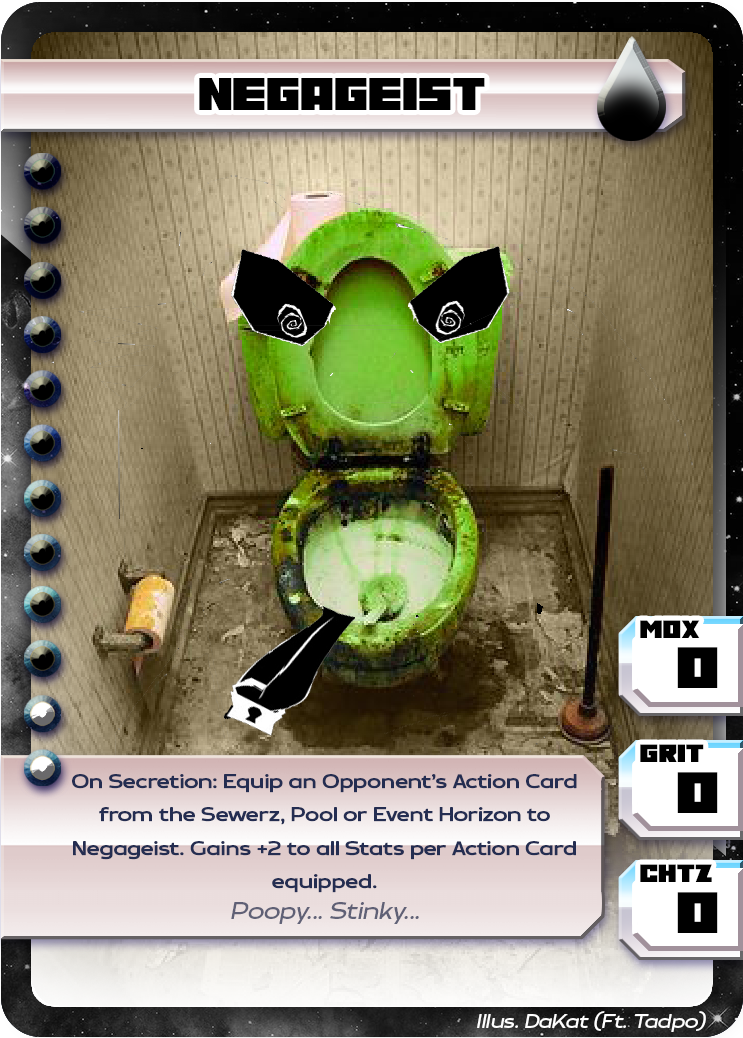 NEGAGEIST
MOX
0
GRIT
0
CHTZ
0
On Secretion: Equip an Opponent's Action Card
from the Sewerz, Pool or Event Horizon to
Negageist. Gains +2 to all Stats per Action Card
equipped.
Poopy... Stinky...
Illus. DaKat (Ft. Tadpo)